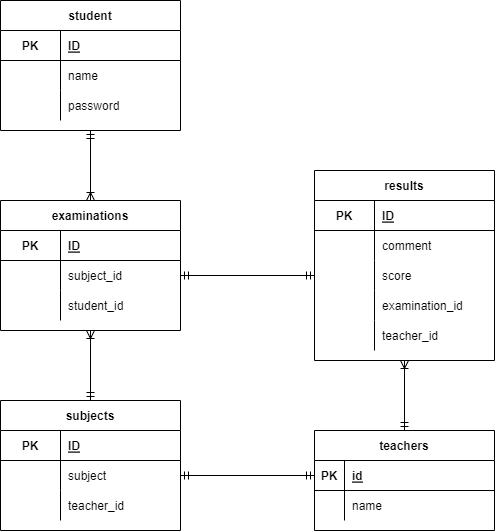 student
PK ID
name
password
examinations
PK ID
subject_id
student_id
results
PK ID
comment
score
examination_id
teacher_id
subjects
PK ID
subject
teacher_id
teachers
PK id
name